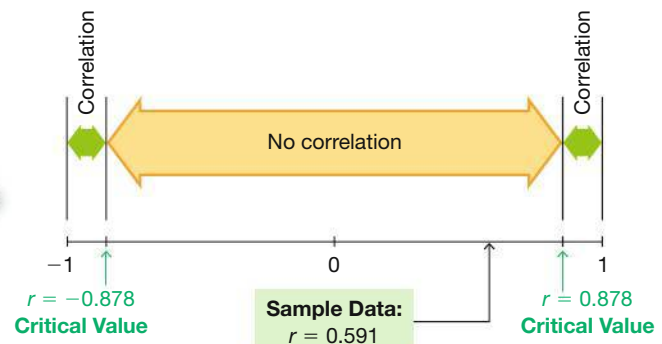 Correlation
Correlation
No correlation
−1
0
1
r = −0.878
Critical Value
Sample Data:
r = 0.591
r = 0.878
Critical Value